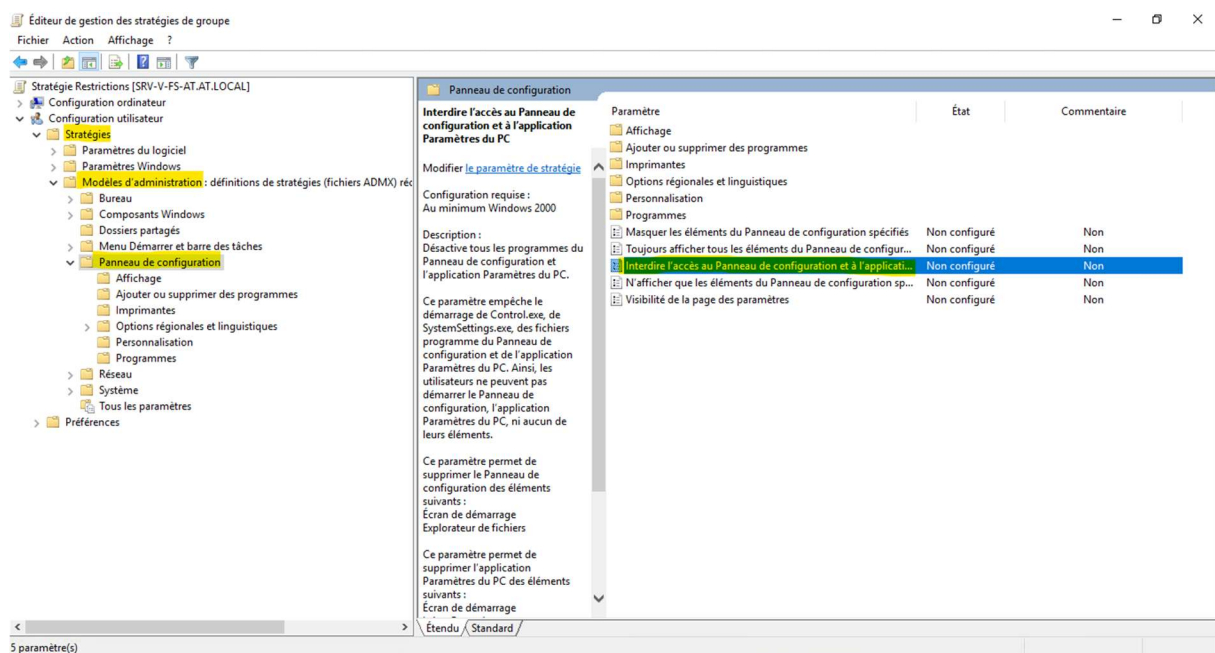 Éditeur de gestion des stratégies de groupe
Fichier Action Affichage ?
Stratégie Restrictions [SRV-V-FS-AT.AT.LOCAL]
Configuration ordinateur
Configuration utilisateur
Stratégies
Paramètres du logiciel
Paramètres Windows
Modèles d'administration : définitions de stratégies (fichiers ADMX) réc
Bureau
Composants Windows
Dossiers partagés
Menu Démarrer et barre des tâches
Panneau de configuration
Affichage
Ajouter ou supprimer des programmes
Imprimantes
Options régionales et linguistiques
Personnalisation
Programmes
Réseau
Système
Tous les paramètres
Préférences
Panneau de configuration
Interdire l'accès au Panneau de
configuration et à l'application
Paramètres du PC
Modifier le paramètre de stratégie
Configuration requise :
Au minimum Windows 2000
Description :
Désactive tous les programmes du
Panneau de configuration et
l'application Paramètres du PC.
Ce paramètre empêche le
démarrage de Control.exe, de
SystemSettings.exe, des fichiers
programme du Panneau de
configuration et de l'application
Paramètres du PC. Ainsi, les
utilisateurs ne peuvent pas
démarrer le Panneau de
configuration, l'application
Paramètres du PC, ni aucun de
leurs éléments.
Ce paramètre permet de
supprimer le Panneau de
configuration des éléments
suivants :
Écran de démarrage
Explorateur de fichiers
Ce paramètre permet de
supprimer l'application
Paramètres du PC des éléments
suivants :
Écran de démarrage
Paramètre État Commentaire
Affichage
Ajouter ou supprimer des programmes
Imprimantes
Options régionales et linguistiques
Personnalisation
Programmes
Masquer les éléments du Panneau de configuration spécifiés Non configuré Non
Toujours afficher tous les éléments du Panneau de configur... Non configuré Non
Interdire l'accès au Panneau de configuration et à l'applicati... Non configuré Non
N'afficher que les éléments du Panneau de configuration sp... Non configuré Non
Visibilité de la page des paramètres Non configuré Non
Étendu Standard
5 paramètre(s)